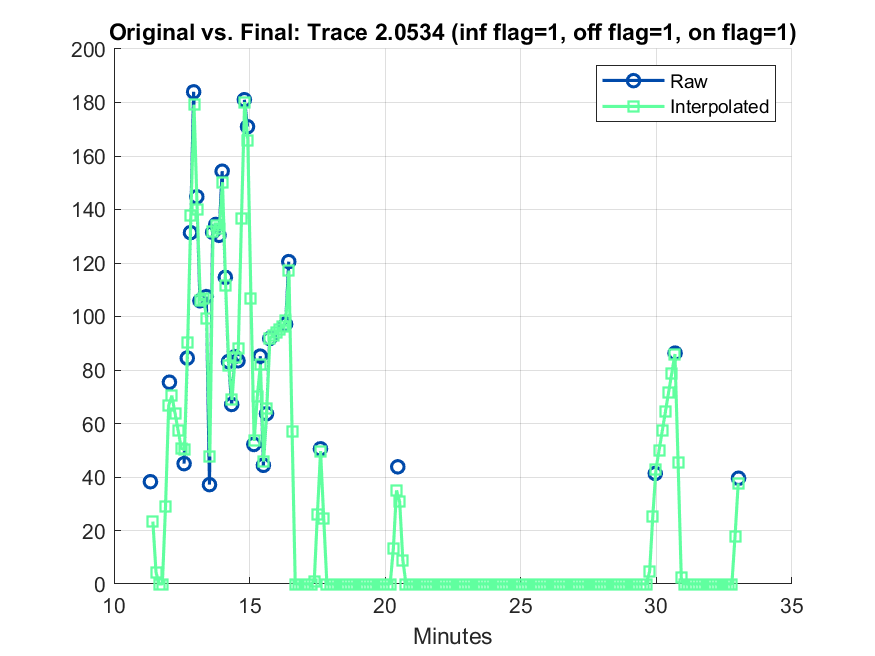 Original vs. Final: Trace 2.0534 (inf flag=1, off flag=1, on flag=1)
200
180
160
140
120
100
80
60
40
20
0
Raw
Interpolated
10 15 20 25 30 35
Minutes